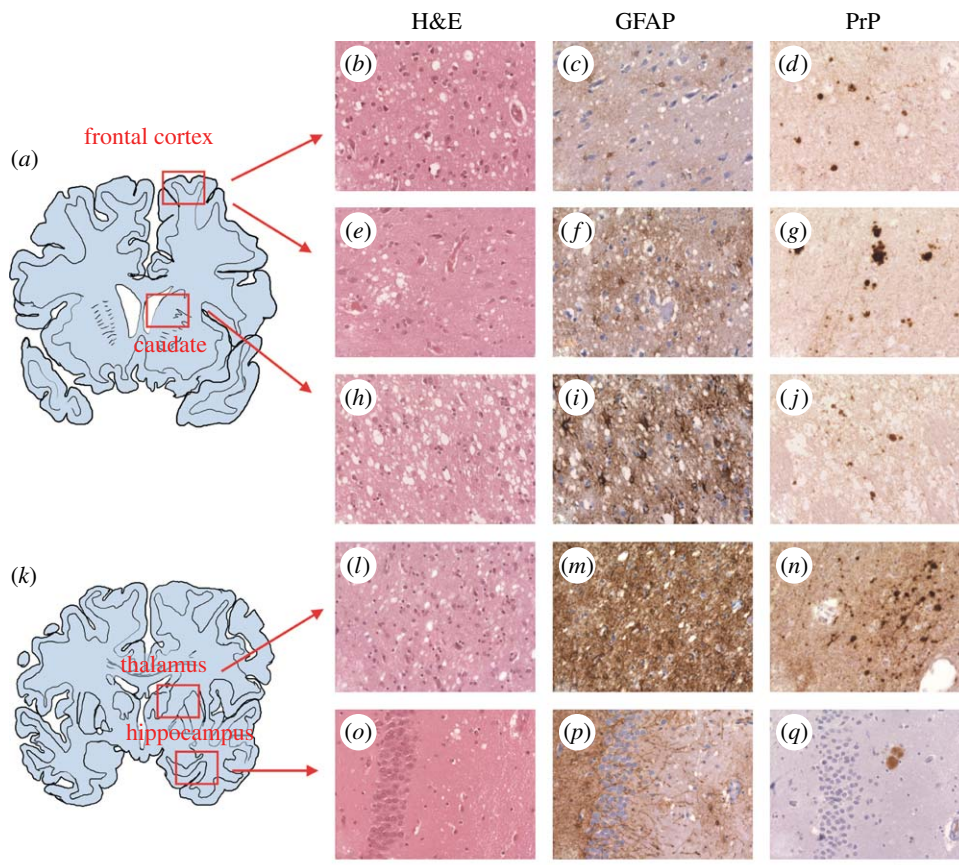 H&E GFAP PrP
(a)
frontal cortex
caudate
(b) (c) (d)
(e) (f) (g)
(h) (i) (j)
(k)
thalamus
hippocampus
(l) (m) (n)
(o) (p) (q)